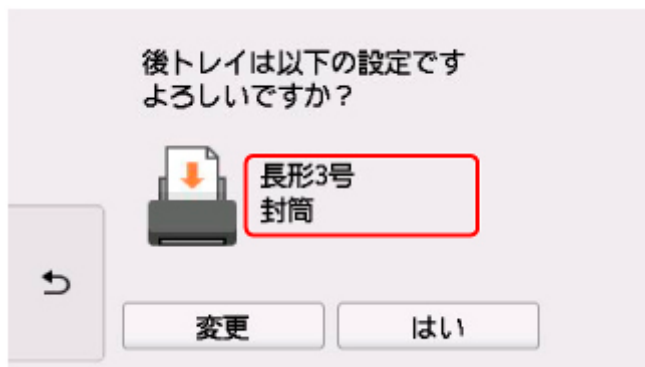 後トレイは以下の設定です
よろしいですか？
長形3号
封筒
変更
はい